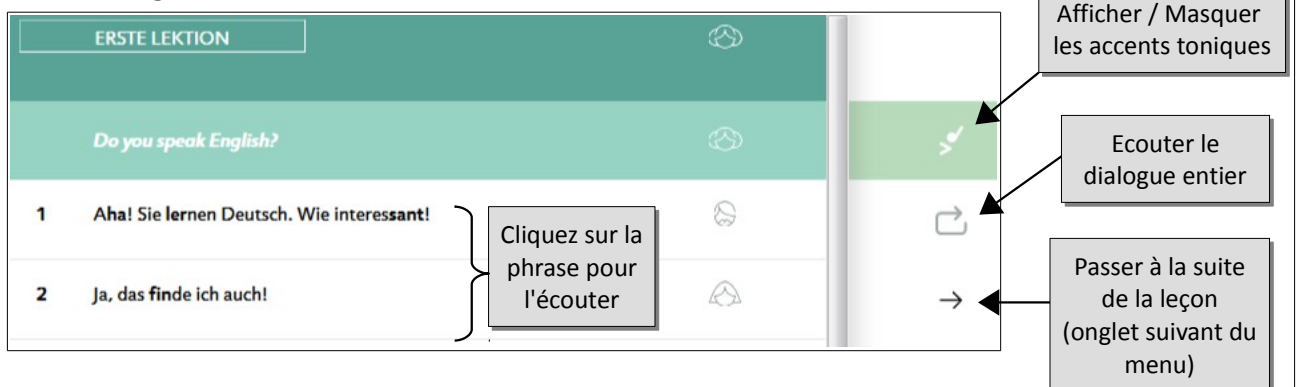 ERSTE LEKTION
Do you speak English?
1 Aha! Sie lernen Deutsch. Wie interessant!
2 Ja, das finde ich auch!
Cliquez sur la
phrase pour
l'écouter
Afficher / Masquer
les accents toniques
Ecouter le
dialogue entier
Passer à la suite
de la leçon
(onglet suivant du
menu)